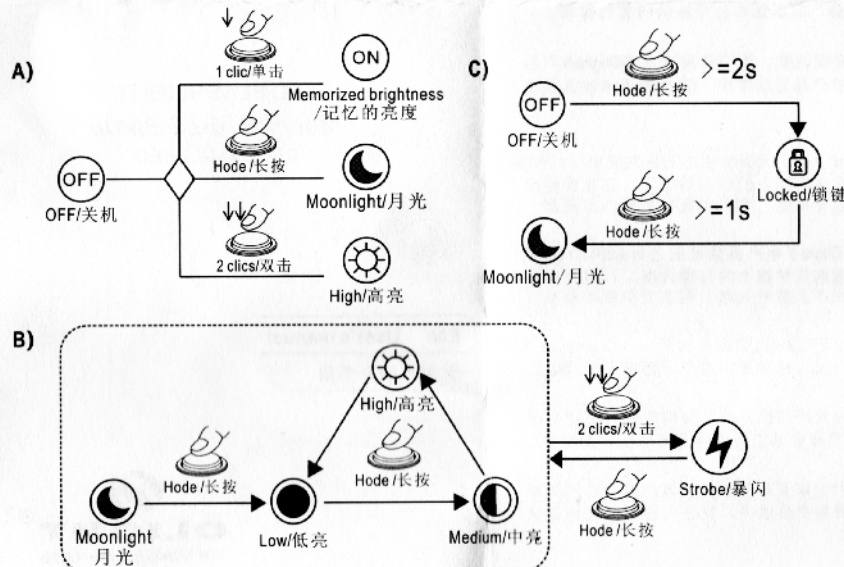 A)
1 clic/单击
ON
Memorized brightness
/记忆的亮度
Hode/长按
OFF
OFF/关机
Moonlight/月光
2 clics/双击
High/高亮
C)
>=2s
Hode/长按
OFF
OFF/关机
Locked/锁键
>=1s
Hode/长按
Moonlight/月光
B)
High/高亮
Hode/长按
Hode/长按
Moonlight
月光
Low/低亮
Medium/中亮
2 clics/双击
Strobe/暴闪
Hode/长按